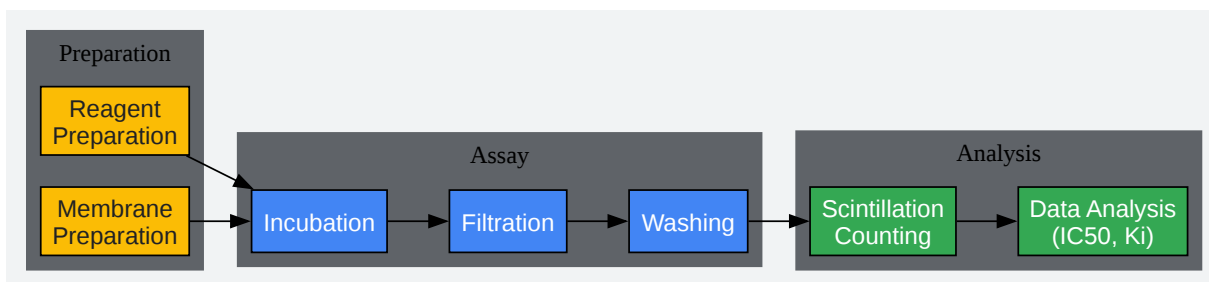 Preparation
Reagent
Preparation
Membrane
Preparation
Assay
Incubation
Filtration
Washing
Analysis
Scintillation
Counting
Data Analysis
(IC50, Ki)